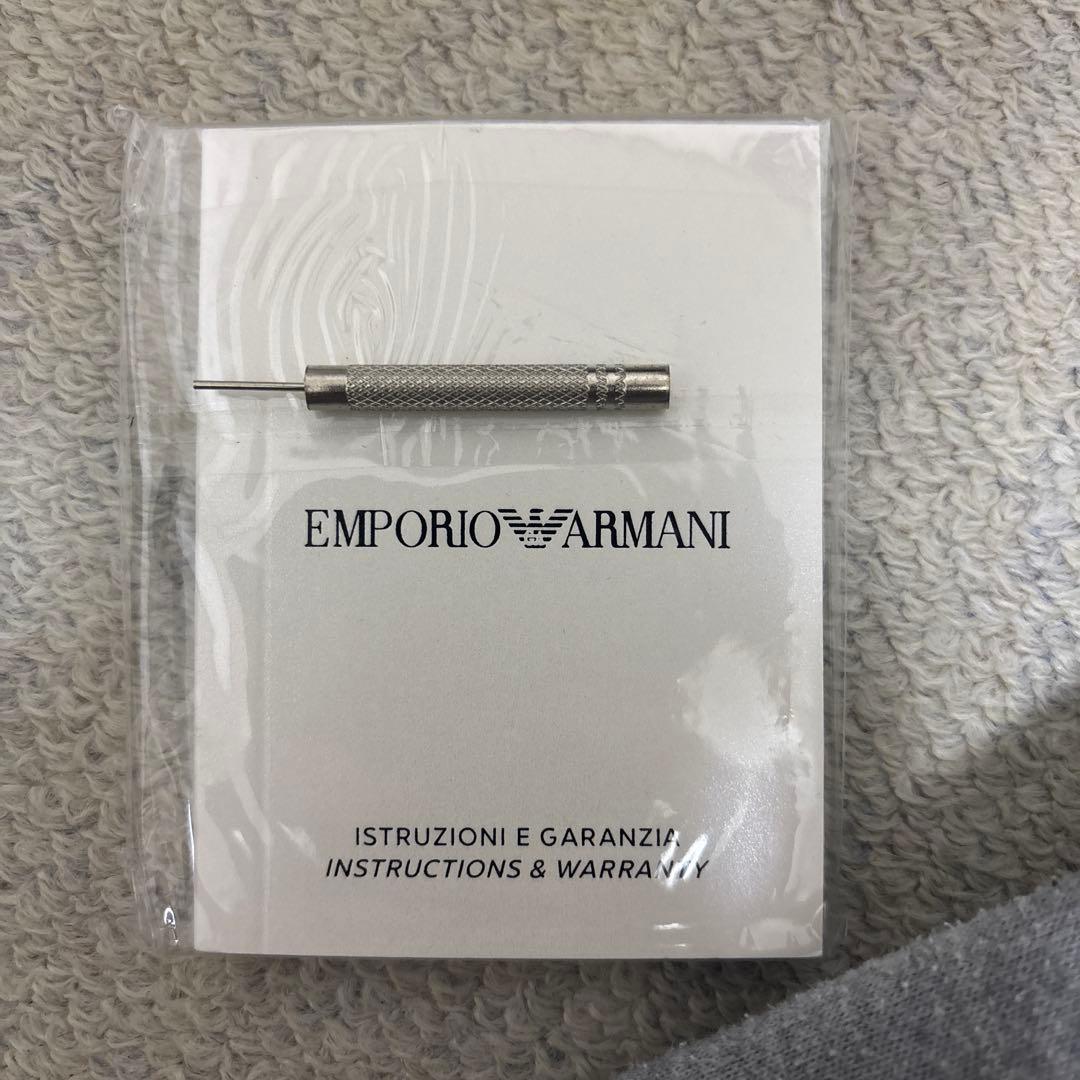 EMPORIO ARMANI
ISTRUZIONI E GARANZIA
INSTRUCTIONS & WARRANTY